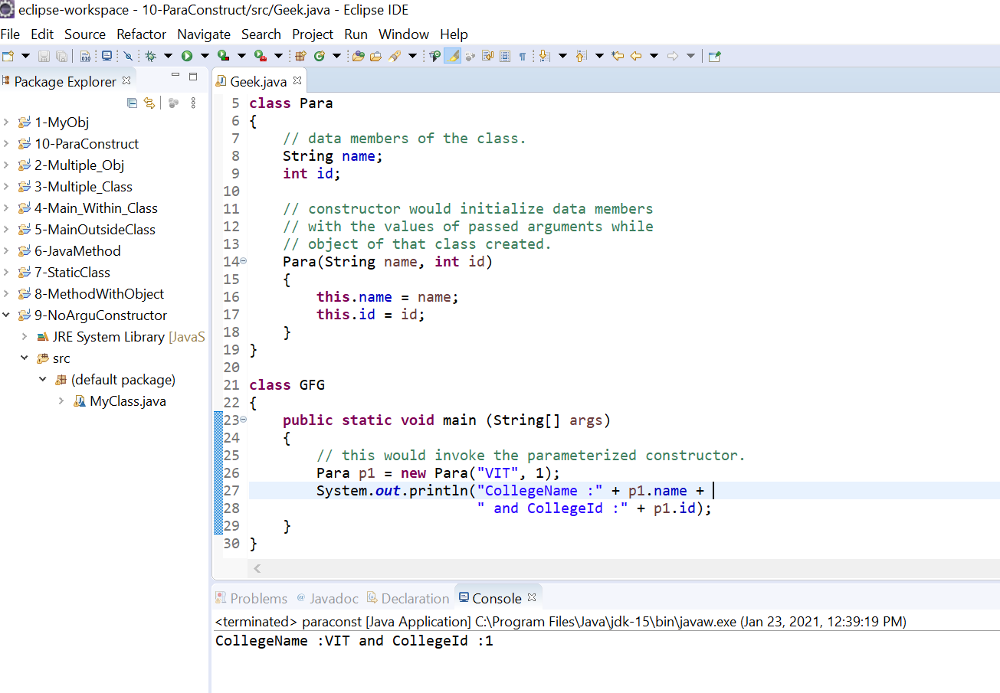 eclipse-workspace - 10-ParaConstruct/src/Geek.java - Eclipse IDE
File Edit Source Refactor Navigate Search Project Run Window Help
Package Explorer
1-MyObj
10-ParaConstruct
2-Multiple_Obj
3-Multiple_Class
4-Main_Within_Class
5-MainOutsideClass
6-JavaMethod
7-StaticClass
8-MethodWithObject
9-NoArguConstructor
JRE System Library [JavaS
src
(default package)
MyClass.java
Geek.java
5 class Para
6 {
7 // data members of the class.
8 String name;
9 int id;
10
11 // constructor would initialize data members
12 // with the values of passed arguments while
13 // object of that class created.
14 Para(String name, int id)
15 {
16 this.name = name;
17 this.id = id;
18 }
19 }
20
21 class GFG
22 {
23 public static void main (String[] args)
24 {
25 // this would invoke the parameterized constructor.
26 Para p1 = new Para("VIT", 1);
27 System.out.println("CollegeName :" + p1.name +
28 " and CollegeId :" + p1.id);
29 }
30 }
Problems @ Javadoc Declaration Console
<terminated> paraconst [Java Application] C:\Program Files\Java\jdk-15\bin\javaw.exe (Jan 23, 2021, 12:39:19 PM)
CollegeName :VIT and CollegeId :1